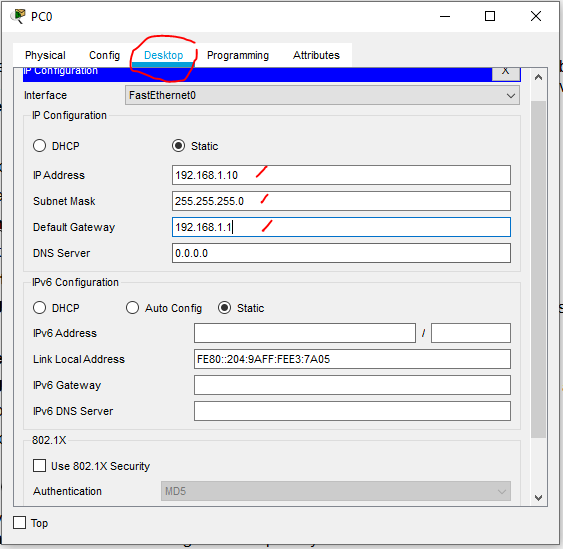 PC0
Physical Config Desktop Programming Attributes
IP Configuration X
Interface FastEthernet0
IP Configuration
DHCP Static
IP Address 192.168.1.10
Subnet Mask 255.255.255.0
Default Gateway 192.168.1.1
DNS Server 0.0.0.0
IPv6 Configuration
DHCP Auto Config Static
IPv6 Address /
Link Local Address FE80::204:9AFF:FEE3:7A05
IPv6 Gateway
IPv6 DNS Server
802.1X
Use 802.1X Security
Authentication MD5
Top